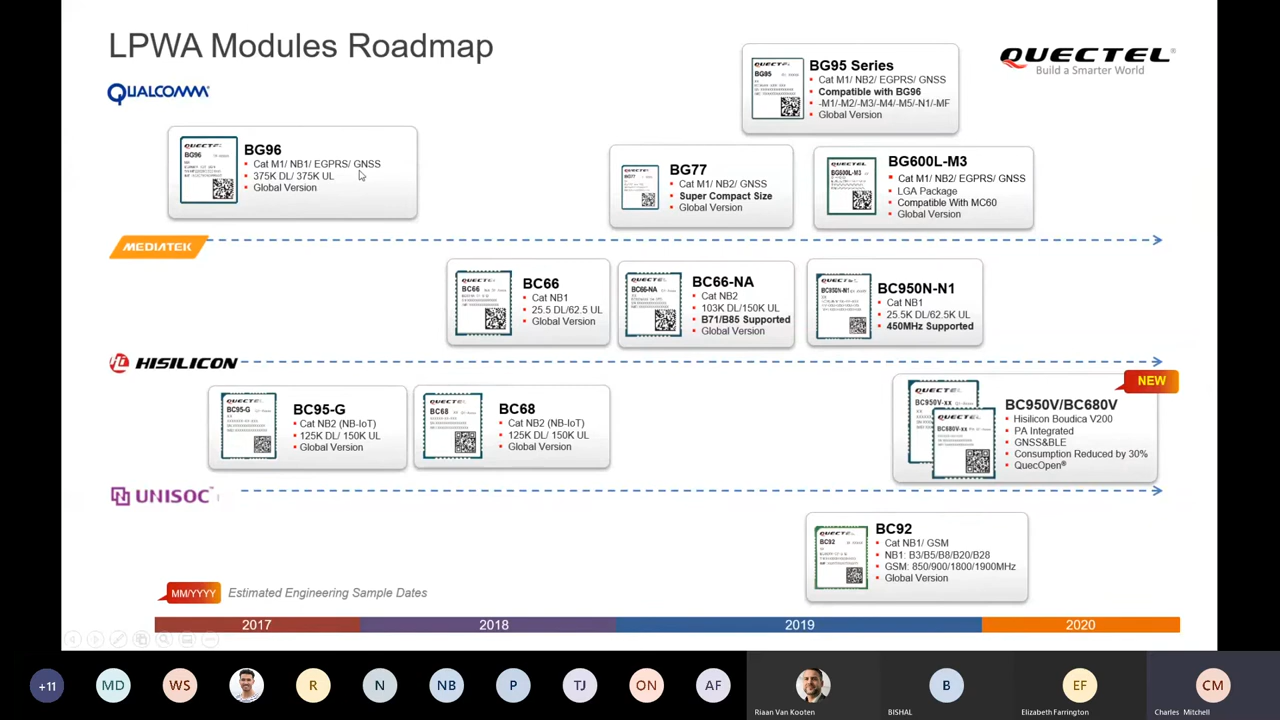 LPWA Modules Roadmap
QUECTEL
Build a Smarter World
QUALCOMM
BG96
Cat M1/ NB1/ EGPRS/ GNSS
375K DL/ 375K UL
Global Version
BG95 Series
Cat M1/ NB2/ EGPRS/ GNSS
Compatible with BG96
-M1/-M2/-M3/-M4/-M5/-N1/-MF
Global Version
BG77
Cat M1/ NB2/ GNSS
Super Compact Size
Global Version
BG600L-M3
Cat M1/ NB2/ EGPRS/ GNSS
LGA Package
Compatible With MC60
Global Version
MEDIATEK
BC66
Cat NB1
25.5 DL/62.5 UL
Global Version
BC66-NA
Cat NB2
103K DL/150K UL
B71/B85 Supported
Global Version
BC950N-N1
Cat NB1
25.5K DL/62.5K UL
450MHz Supported
HISILICON
BC95-G
Cat NB2 (NB-IoT)
125K DL/ 150K UL
Global Version
BC68
Cat NB2 (NB-IoT)
125K DL/ 150K UL
Global Version
NEW
BC950V/BC680V
Hisilicon Boudica V200
PA Integrated
GNSS&BLE
Consumption Reduced by 30%
QuecOpen®
UNISOC
BC92
Cat NB1/ GSM
NB1: B3/B5/B8/B20/B28
GSM: 850/900/1800/1900MHz
Global Version
MM/YYYY
Estimated Engineering Sample Dates
2017
2018
2019
2020
+11
MD
WS
R
N
NB
P
TJ
ON
AF
Riaan Van Kooten
B
BISHAL
EF
Elizabeth Farrington
CM
Charles Mitchell